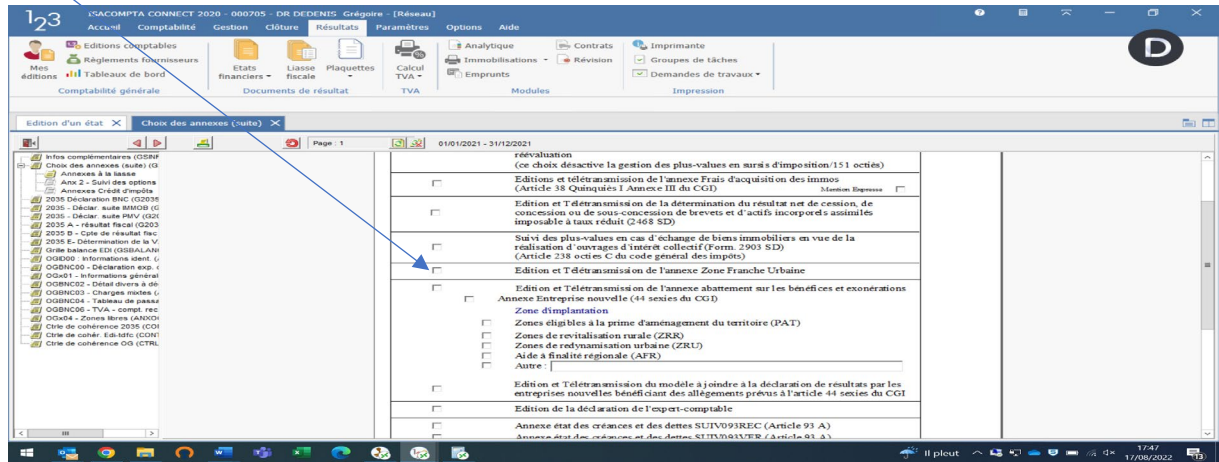 123
ISACOMPTA CONNECT 2020 - 000705 - DR DEDENIS Grégoire - [Réseau]
Accueil Comptabilité Gestion Clôture Résultats Paramètres Options Aide
Mes éditions
Editions comptables
Règlements fournisseurs
Tableaux de bord
Comptabilité générale
Etats financiers
Liasse fiscale
Plaquettes
Documents de résultat
Calcul TVA
TVA
Analytique Contrats
Immobilisations Révision
Emprunts
Modules
Imprimante
Groupes de tâches
Demandes de travaux
Impression
D
Edition d'un état Choix des annexes (suite)
Page : 1 01/01/2021 - 31/12/2021
Infos complémentaires (GSINF
Choix des annexes (suite) (G
Annexes à la liasse
Anx 2 - Suivi des options
Annexes Crédit d'impôts
2035 Déclaration BNC (G2035
2035 - Déclar. suite IMMOB (G
2035 - Déclar. suite PMV (G20
2035 A - résultat fiscal (G203
2035 B - Cpte de résultat fisc
2035 E- Détermination de la V.
Grille balance EDI (GSBALAN
OGID00 : Informations ident. (
OGBNC00 - Déclaration exp. (
OGx01 - Informations général
OGBNC02 - Détail divers à dé
OGBNC03 - Charges mixtes (
OGBNC04 - Tableau de passa
OGBNC06 - TVA - compt. rec
OGx04 - Zones libres (ANXO
Ctrle de cohérence 2035 (CO
Ctrle de cohér. Edi-tdfc (CONT
Ctrle de cohérence OG (CTRL
réévaluation
(ce choix désactive la gestion des plus-values en sursis d'imposition/151 octiès)
Editions et télétransmission de l'annexe Frais d'acquisition des immos
(Article 38 Quinquiès I Annexe III du CGI) Mention Expresse
Edition et Télétransmission de la détermination du résultat net de cession, de
concession ou de sous-concession de brevets et d'actifs incorporels assimilés
imposable à taux réduit (2468 SD)
Suivi des plus-values en cas d'échange de biens immobiliers en vue de la
réalisation d'ouvrages d'intérêt collectif (Form. 2903 SD)
(Article 238 octies C du code général des impôts)
Edition et Télétransmission de l'annexe Zone Franche Urbaine
Edition et Télétransmission de l'annexe abattement sur les bénéfices et exonérations
Annexe Entreprise nouvelle (44 sexies du CGI)
Zone d'implantation
Zones éligibles à la prime d'aménagement du territoire (PAT)
Zones de revitalisation rurale (ZRR)
Zones de redynamisation urbaine (ZRU)
Aide à finalité régionale (AFR)
Autre :
Edition et Télétransmission du modèle à joindre à la déclaration de résultats par les
entreprises nouvelles bénéficiant des allègements prévus à l'article 44 sexies du CGI
Edition de la déclaration de l'expert-comptable
Annexe état des créances et des dettes SUIV093REC (Article 93 A)
Annexe état des créances et des dettes SUIV093VER (Article 93 A)
Il pleut 17:47
17/08/2022